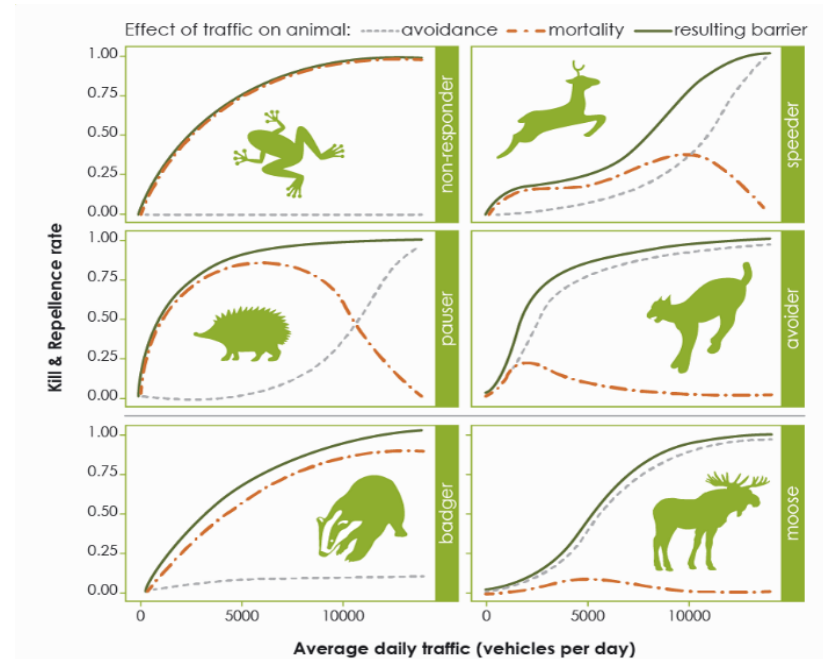 Effect of traffic on animal: avoidance mortality resulting barrier
1.00
0.75
0.50
0.25
0.00
non-responder
speeder
1.00
0.75
0.50
0.25
0.00
pauser
avoider
1.00
0.75
0.50
0.25
0.00
badger
moose
0 5000 10000
0 5000 10000
Kill & Repellence rate
Average daily traffic (vehicles per day)